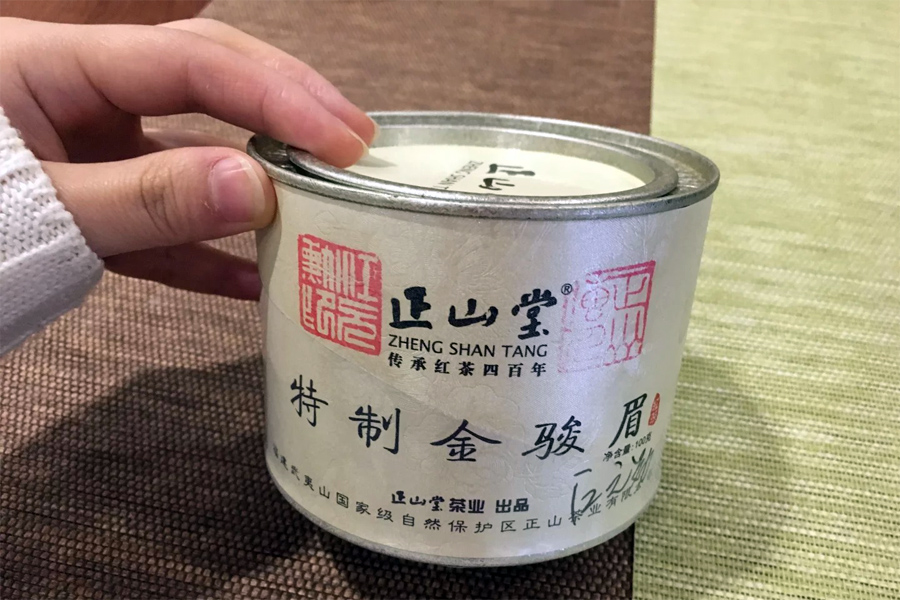 正山堂®
ZHENG SHAN TANG
传承红茶四百年
特制金骏眉
净含量:100克
正山堂茶业 出品
福建武夷山国家级自然保护区正山茶业有限